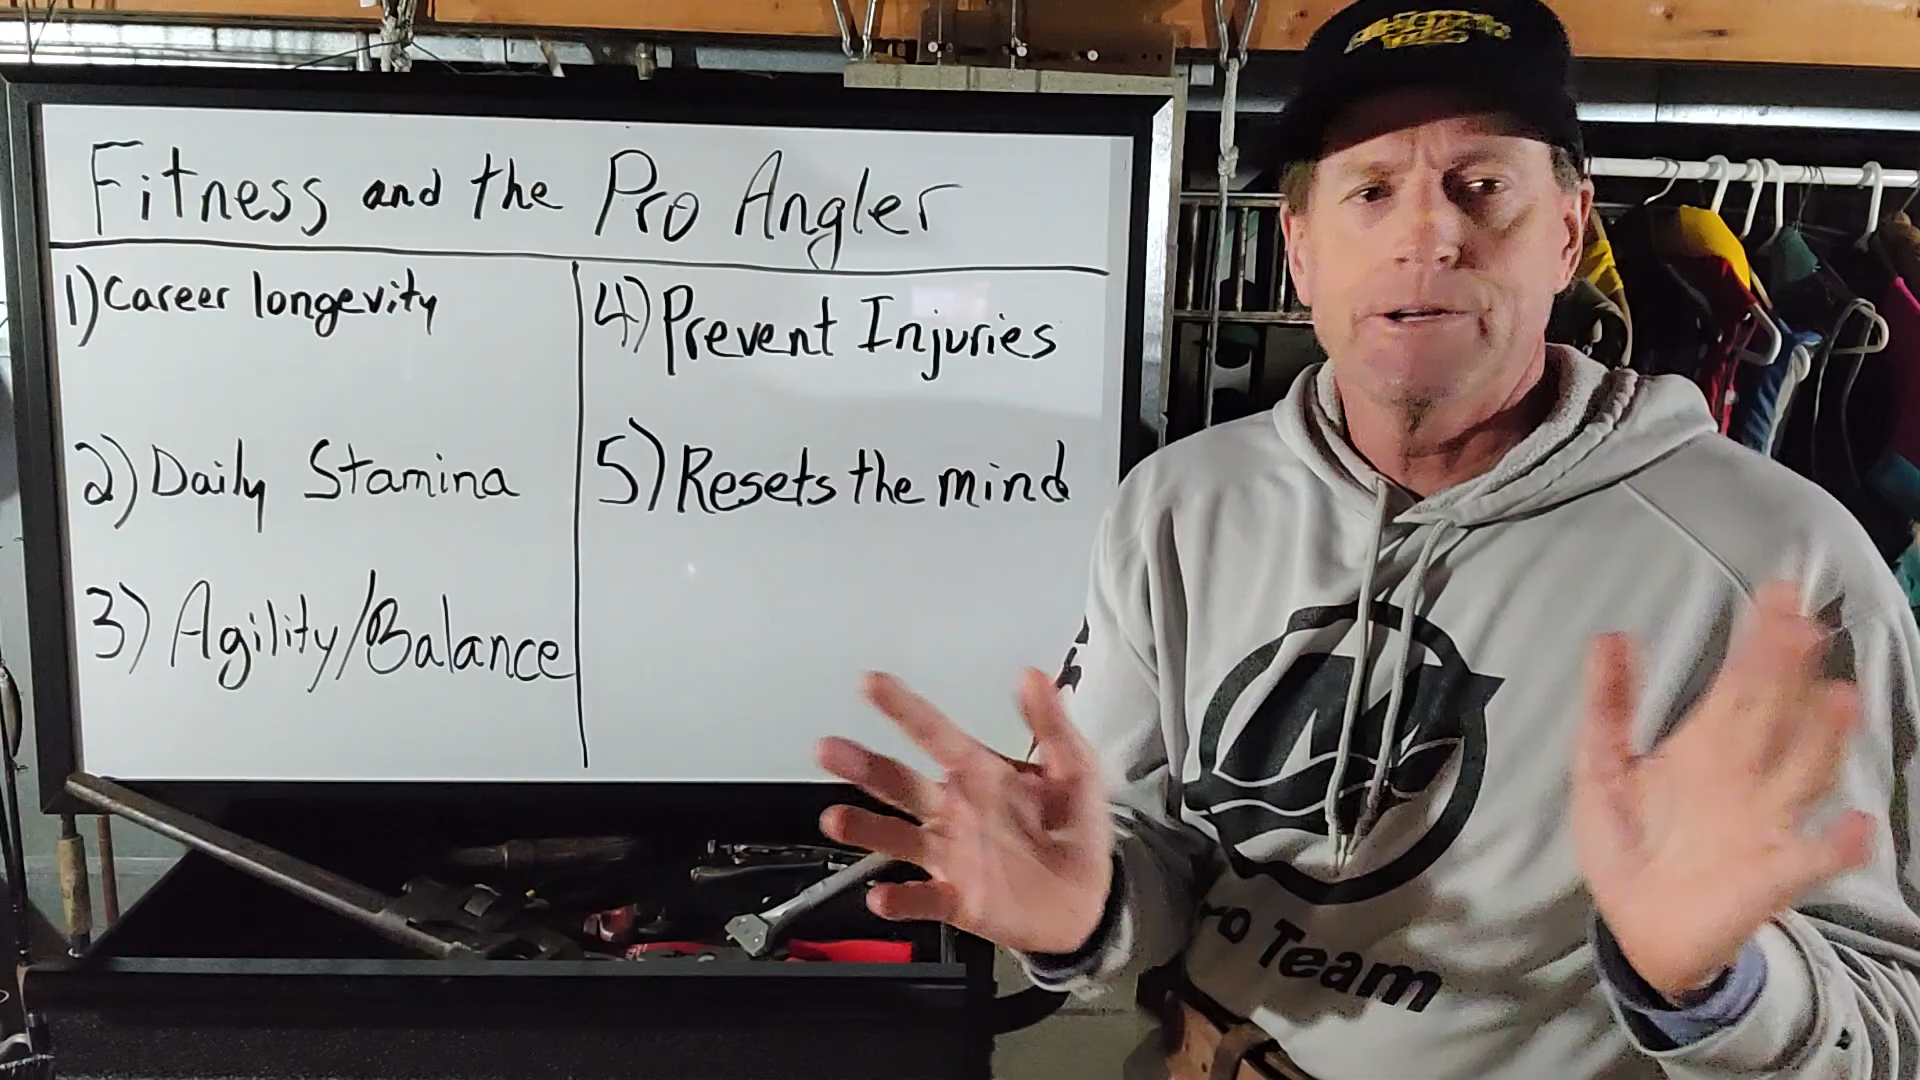 Fitness and the Pro Angler
1) Career longevity
2) Daily Stamina
3) Agility/Balance
4) Prevent Injuries
5) Resets the mind
ro Team